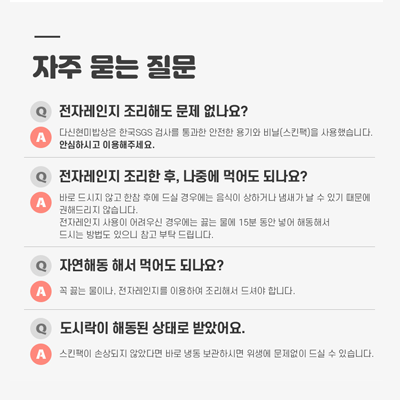 자주 묻는 질문
Q 전자레인지 조리해도 문제 없나요?
A 다신현미밥상은 한국SGS 검사를 통과한 안전한 용기와 비닐(스킨팩)을 사용했습니다.
안심하시고 이용해주세요.
Q 전자레인지 조리한 후, 나중에 먹어도 되나요?
A 바로 드시지 않고 한참 후에 드실 경우에는 음식이 상하거나 냄새가 날 수 있기 때문에
권해드리지 않습니다.
전자레인지 사용이 어려우신 경우에는 끓는 물에 15분 동안 넣어 해동해서
드시는 방법도 있으니 참고 부탁 드립니다.
Q 자연해동 해서 먹어도 되나요?
A 꼭 끓는 물이나, 전자레인지를 이용하여 조리해서 드셔야 합니다.
Q 도시락이 해동된 상태로 받았어요.
A 스킨팩이 손상되지 않았다면 바로 냉동 보관하시면 위생에 문제없이 드실 수 있습니다.